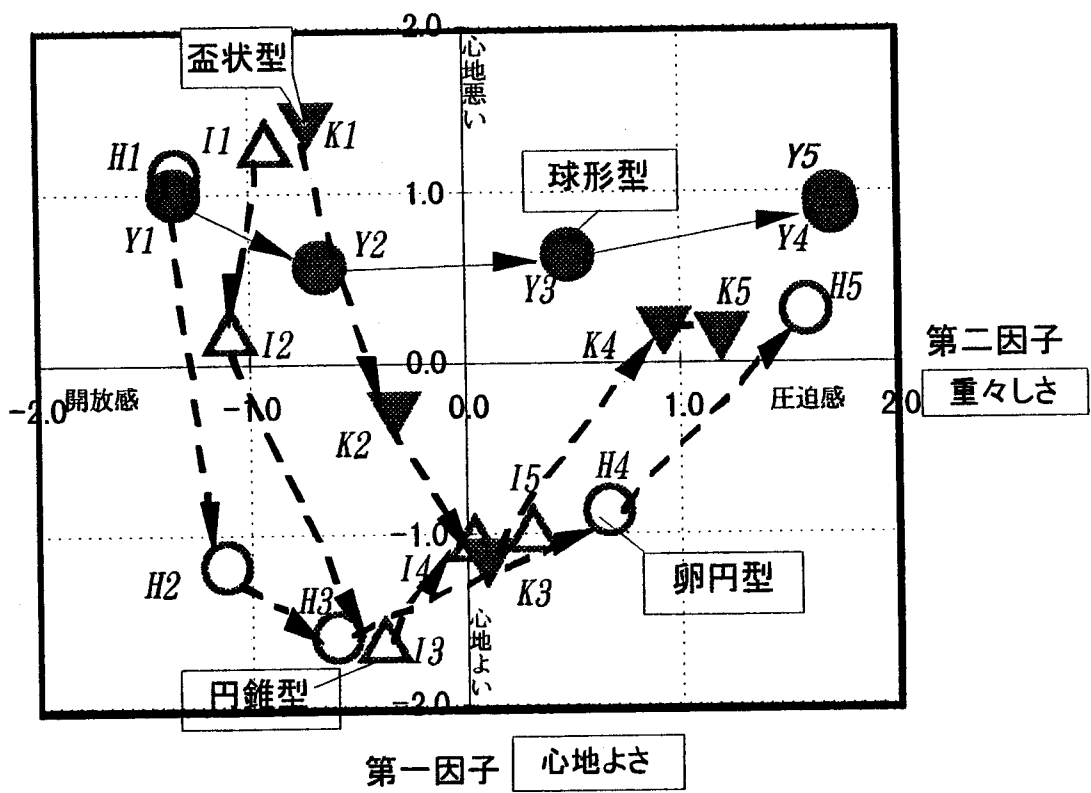 2.0
心地悪い
盃状型
I1
K1
H1
球形型
Y5
1.0
Y1
Y2
Y3
Y4
I2
K4
K5
H5
第二因子
重々しさ
0.0
-2.0
開放感
-1.0
0.0
1.0
圧迫感
2.0
K2
I5
H4
-1.0
I4
卵円型
H2
H3
K3
心地よい
I3
円錐型
-2.0
第一因子
心地よさ